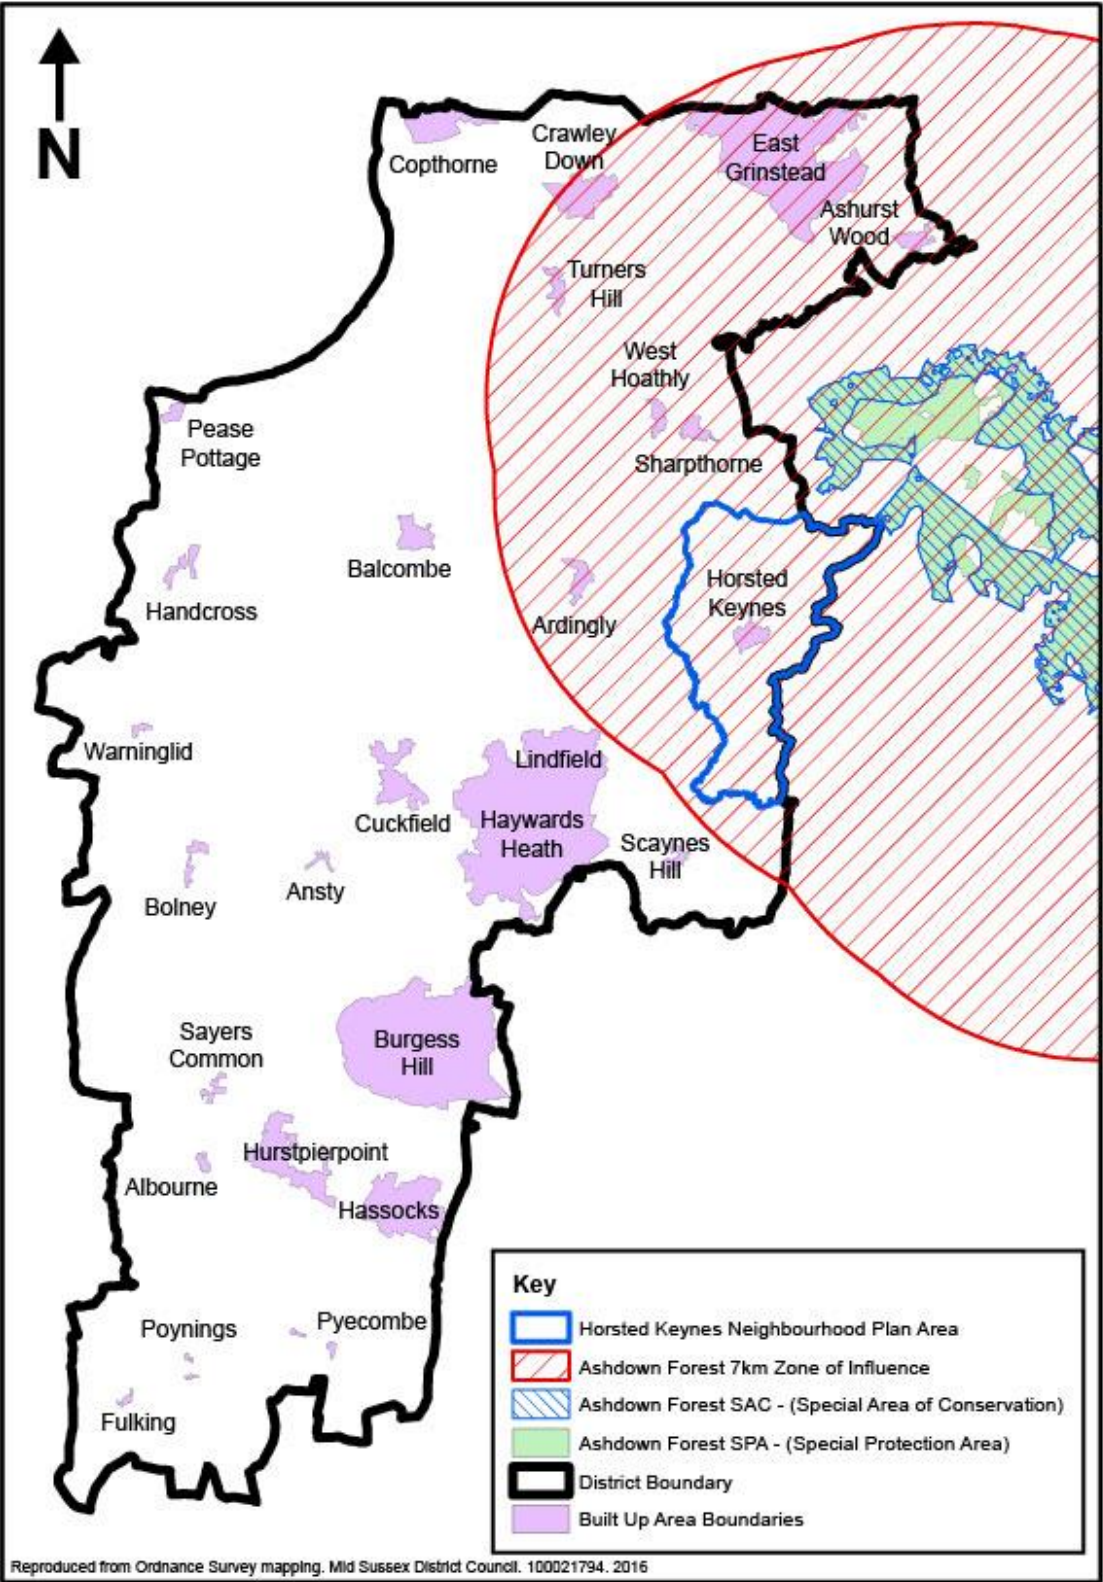 N
Copthorne
Crawley
Down
East
Grinstead
Ashurst
Wood
Turners
Hill
West
Hoathly
Sharpthorne
Pease
Pottage
Balcombe
Handcross
Horsted
Keynes
Ardingly
Warninglid
Lindfield
Cuckfield
Haywards
Heath
Scaynes
Hill
Bolney
Ansty
Sayers
Common
Burgess
Hill
Hurstpierpoint
Albourne
Hassocks
Poynings
Pyecombe
Fulking
Key
Horsted Keynes Neighbourhood Plan Area
Ashdown Forest 7km Zone of Influence
Ashdown Forest SAC - (Special Area of Conservation)
Ashdown Forest SPA - (Special Protection Area)
District Boundary
Built Up Area Boundaries
Reproduced from Ordnance Survey mapping. Mid Sussex District Council. 100021794. 2016